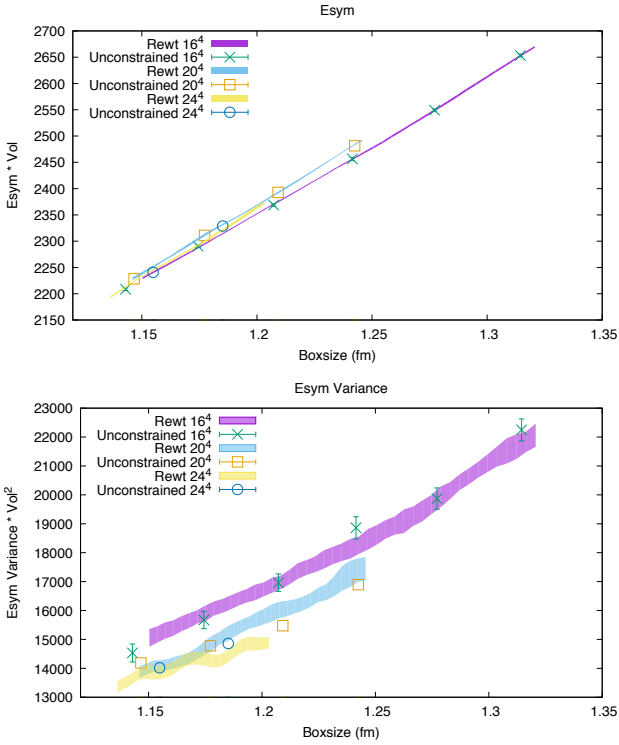 Esym
Rewt 16⁴
Unconstrained 16⁴
Rewt 20⁴
Unconstrained 20⁴
Rewt 24⁴
Unconstrained 24⁴
Esym * Vol
2700
2650
2600
2550
2500
2450
2400
2350
2300
2250
2200
2150
1.15 1.2 1.25 1.3 1.35
Boxsize (fm)
Esym Variance
Rewt 16⁴
Unconstrained 16⁴
Rewt 20⁴
Unconstrained 20⁴
Rewt 24⁴
Unconstrained 24⁴
Esym Variance * Vol²
23000
22000
21000
20000
19000
18000
17000
16000
15000
14000
13000
1.15 1.2 1.25 1.3 1.35
Boxsize (fm)